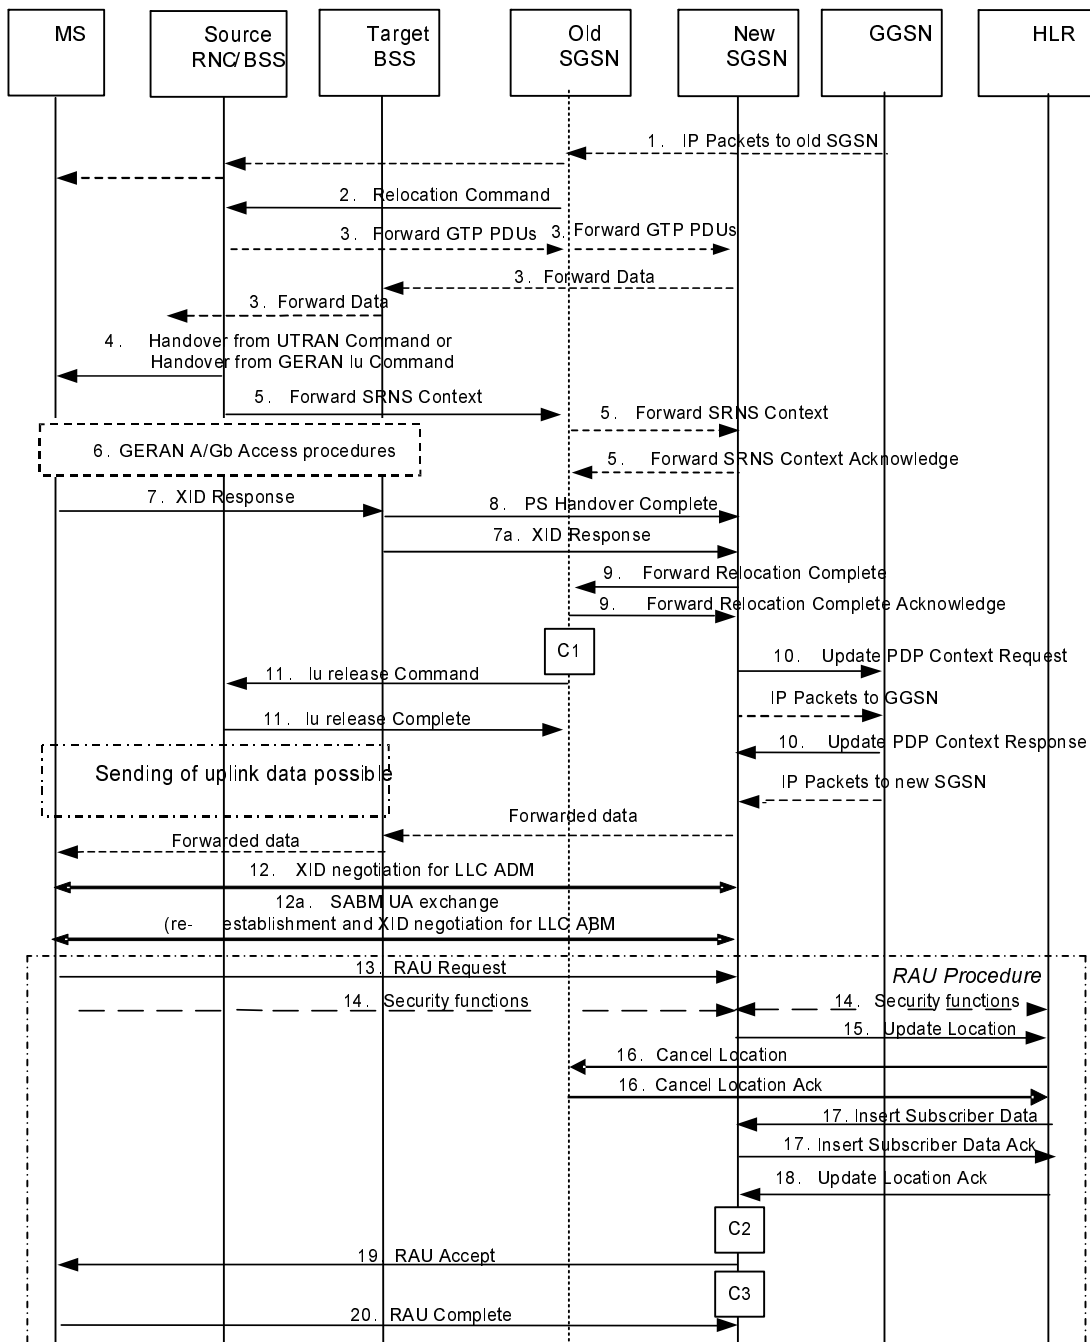 MS
Source
RNC/BSS
Target
BSS
Old
SGSN
New
SGSN
GGSN
HLR
1. IP Packets to old SGSN
2. Relocation Command
3. Forward GTP PDUs
3. Forward GTP PDUs
3. Forward Data
3. Forward Data
4. Handover from UTRAN Command or
Handover from GERAN Iu Command
5. Forward SRNS Context
5. Forward SRNS Context
6. GERAN A/Gb Access procedures
5. Forward SRNS Context Acknowledge
7. XID Response
8. PS Handover Complete
7a. XID Response
9. Forward Relocation Complete
9. Forward Relocation Complete Acknowledge
C1
10. Update PDP Context Request
11. Iu release Command
IP Packets to GGSN
11. Iu release Complete
10. Update PDP Context Response
Sending of uplink data possible
IP Packets to new SGSN
Forwarded data
Forwarded data
12. XID negotiation for LLC ADM
12a. SABM UA exchange
(re- establishment and XID negotiation for LLC ABM)
13. RAU Request
RAU Procedure
14. Security functions
14. Security functions
15. Update Location
16. Cancel Location
16. Cancel Location Ack
17. Insert Subscriber Data
17. Insert Subscriber Data Ack
18. Update Location Ack
C2
19. RAU Accept
C3
20. RAU Complete